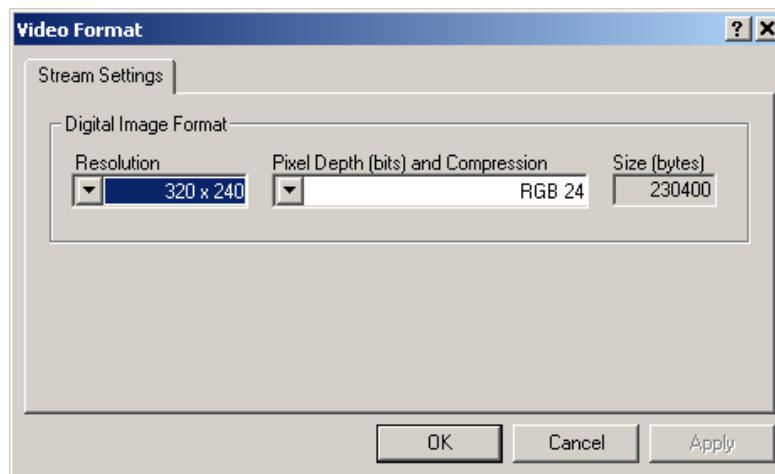 Video Format
Stream Settings
Digital Image Format
Resolution Pixel Depth (bits) and Compression Size (bytes)
320 x 240 RGB 24 230400
OK Cancel Apply